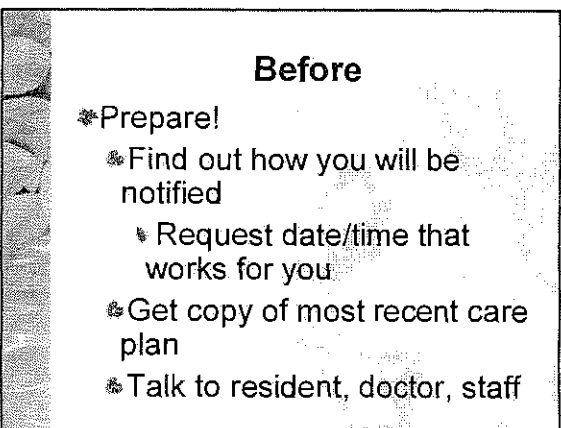 Before
Prepare!
Find out how you will be
notified
Request date/time that
works for you
Get copy of most recent care
plan
Talk to resident, doctor, staff